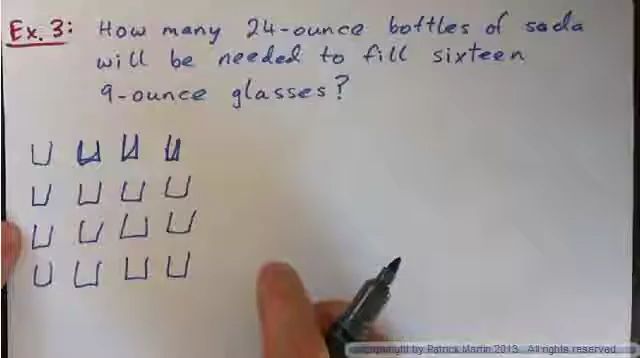 Ex. 3: How many 24-ounce bottles of soda
will be needed to fill sixteen
9-ounce glasses?
copyright by Patrick Martin 2013. All rights reserved.